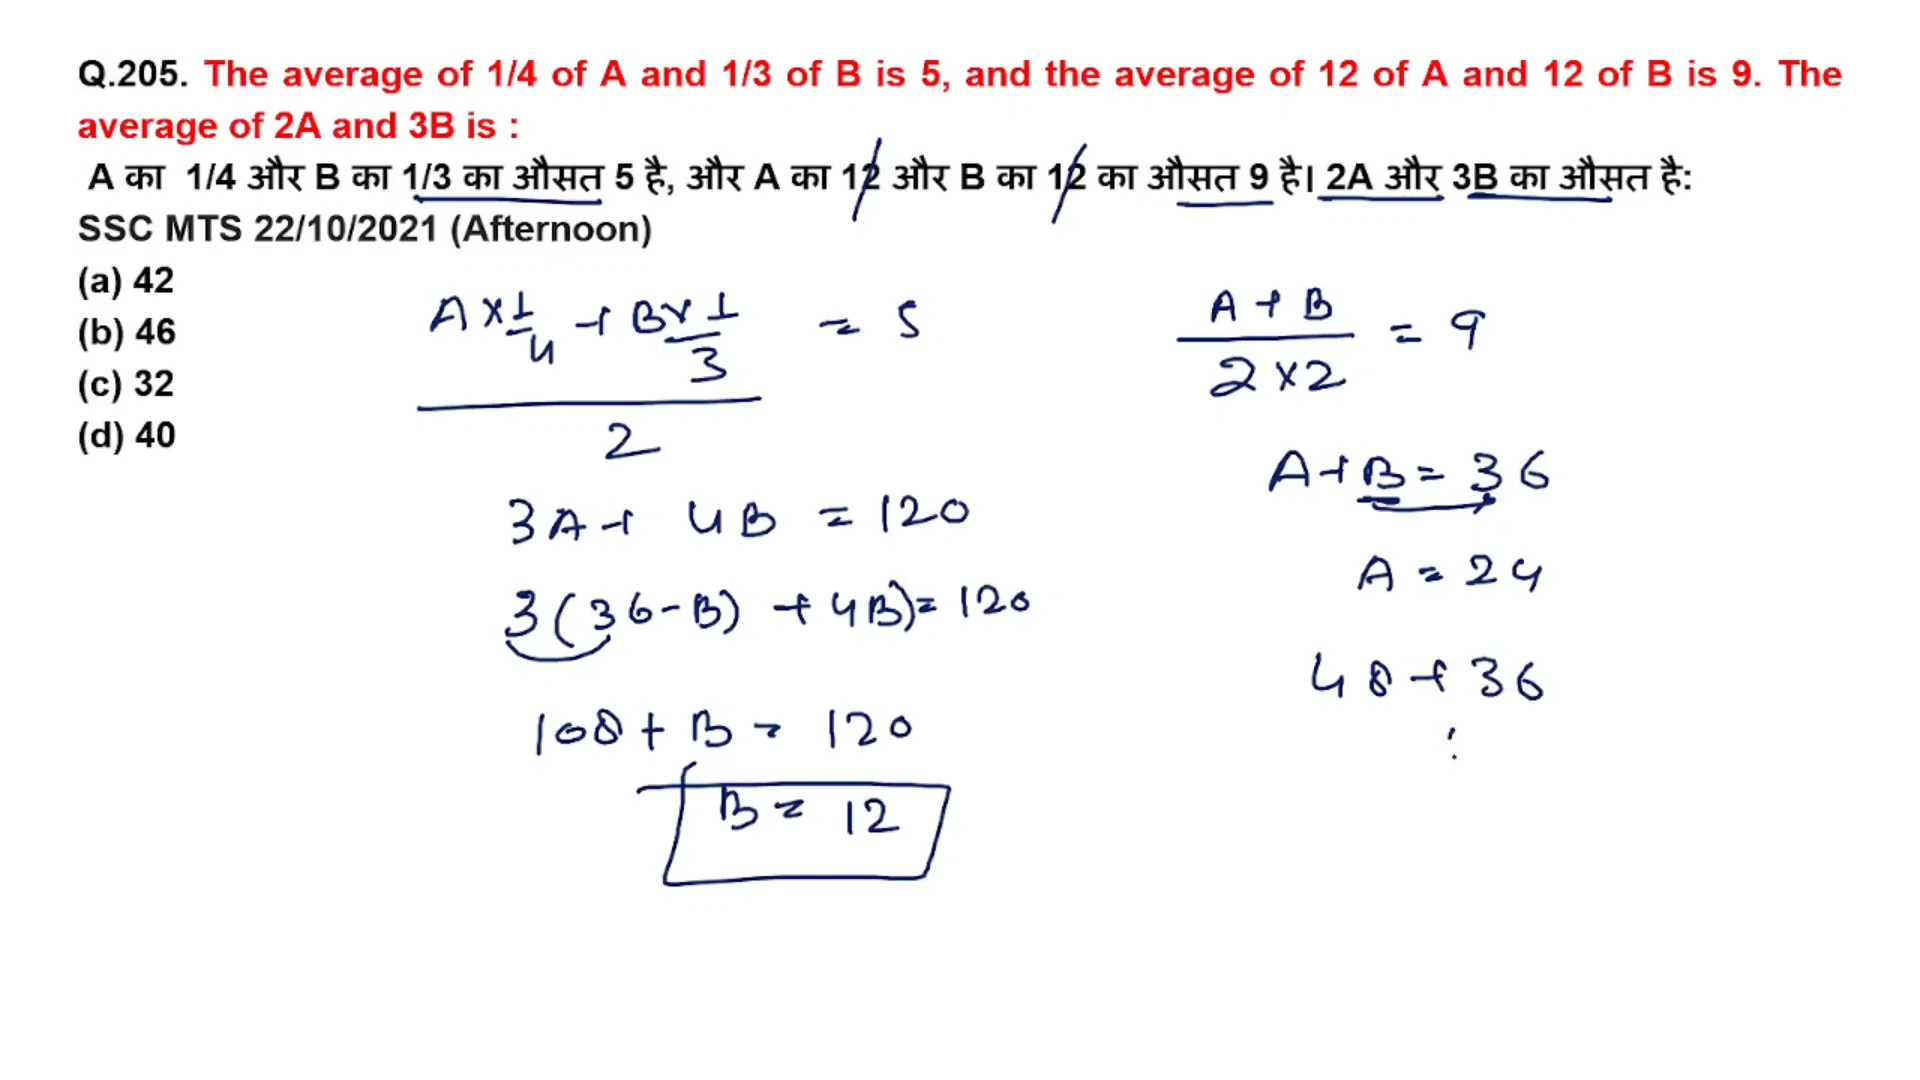 Q.205. The average of 1/4 of A and 1/3 of B is 5, and the average of 12 of A and 12 of B is 9. The
average of 2A and 3B is :
A का 1/4 और B का 1/3 का औसत 5 है, और A का 12 और B का 12 का औसत 9 है। 2A और 3B का औसत है:
SSC MTS 22/10/2021 (Afternoon)
(a) 42
(b) 46
(c) 32
(d) 40
A × 1/4 + B × 1/3 = 5
2
3A + 4B = 120
3(36-B) + 4B) = 120
108 + B = 120
B = 12
A + B = 9
2 × 2
A + B = 36
A = 24
48 + 36